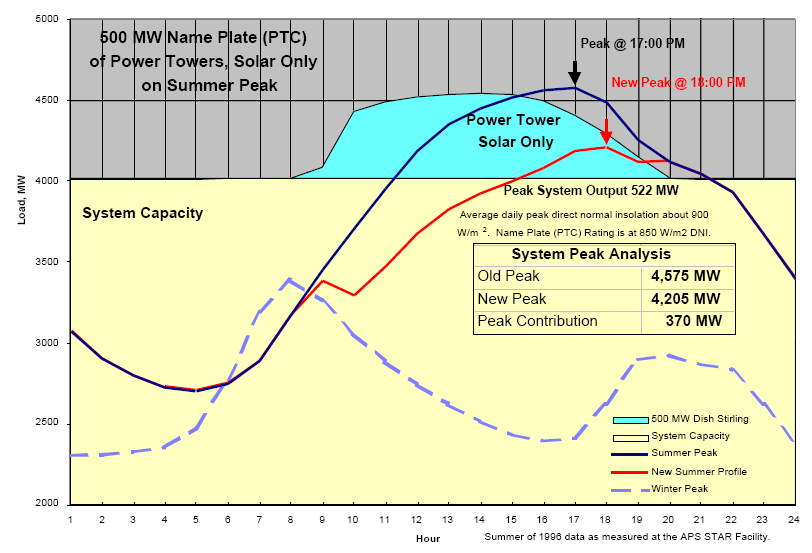 500 MW Name Plate (PTC)
of Power Towers, Solar Only
on Summer Peak
Peak @ 17:00 PM
New Peak @ 18:00 PM
Power Tower
Solar Only
System Capacity
Peak System Output 522 MW
Average daily peak direct normal insolation about 900
W/m 2. Name Plate (PTC) Rating is at 850 W/m2 DNI.
System Peak Analysis
Old Peak 4,575 MW
New Peak 4,205 MW
Peak Contribution 370 MW
500 MW Dish Stirling
System Capacity
Summer Peak
New Summer Profile
Winter Peak
Load, MW
5000
4500
4000
3500
3000
2500
2000
1 2 3 4 5 6 7 8 9 10 11 12 13 14 15 16 17 18 19 20 21 22 23 24
Hour
Summer of 1996 data as measured at the APS STAR Facility.